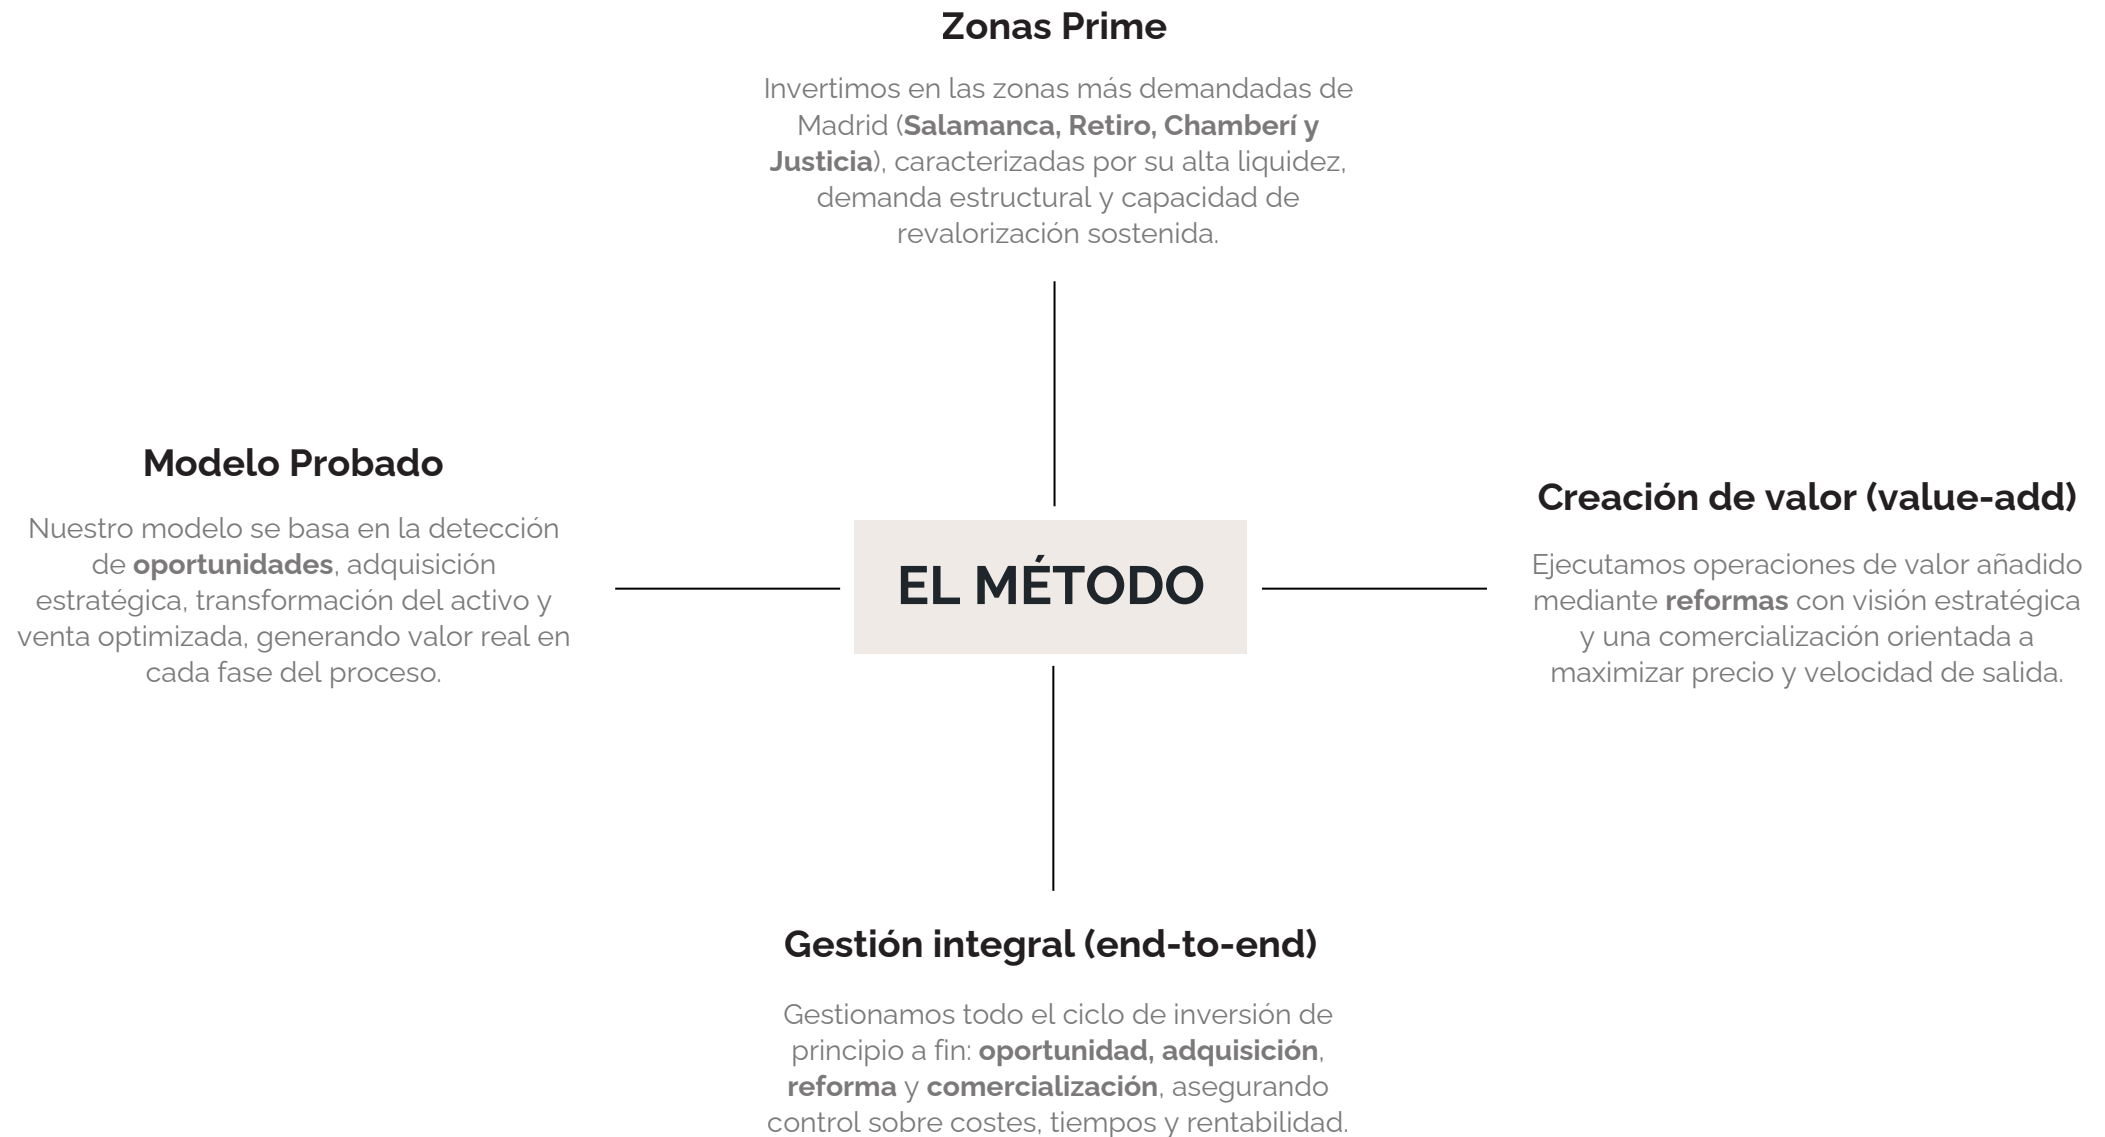 Zonas Prime
Invertimos en las zonas más demandadas de
Madrid (Salamanca, Retiro, Chamberí y
Justicia), caracterizadas por su alta liquidez,
demanda estructural y capacidad de
revalorización sostenida.
Modelo Probado
Nuestro modelo se basa en la detección
de oportunidades, adquisición
estratégica, transformación del activo y
venta optimizada, generando valor real en
cada fase del proceso.
EL MÉTODO
Creación de valor (value-add)
Ejecutamos operaciones de valor añadido
mediante reformas con visión estratégica
y una comercialización orientada a
maximizar precio y velocidad de salida.
Gestión integral (end-to-end)
Gestionamos todo el ciclo de inversión de
principio a fin: oportunidad, adquisición,
reforma y comercialización, asegurando
control sobre costes, tiempos y rentabilidad.